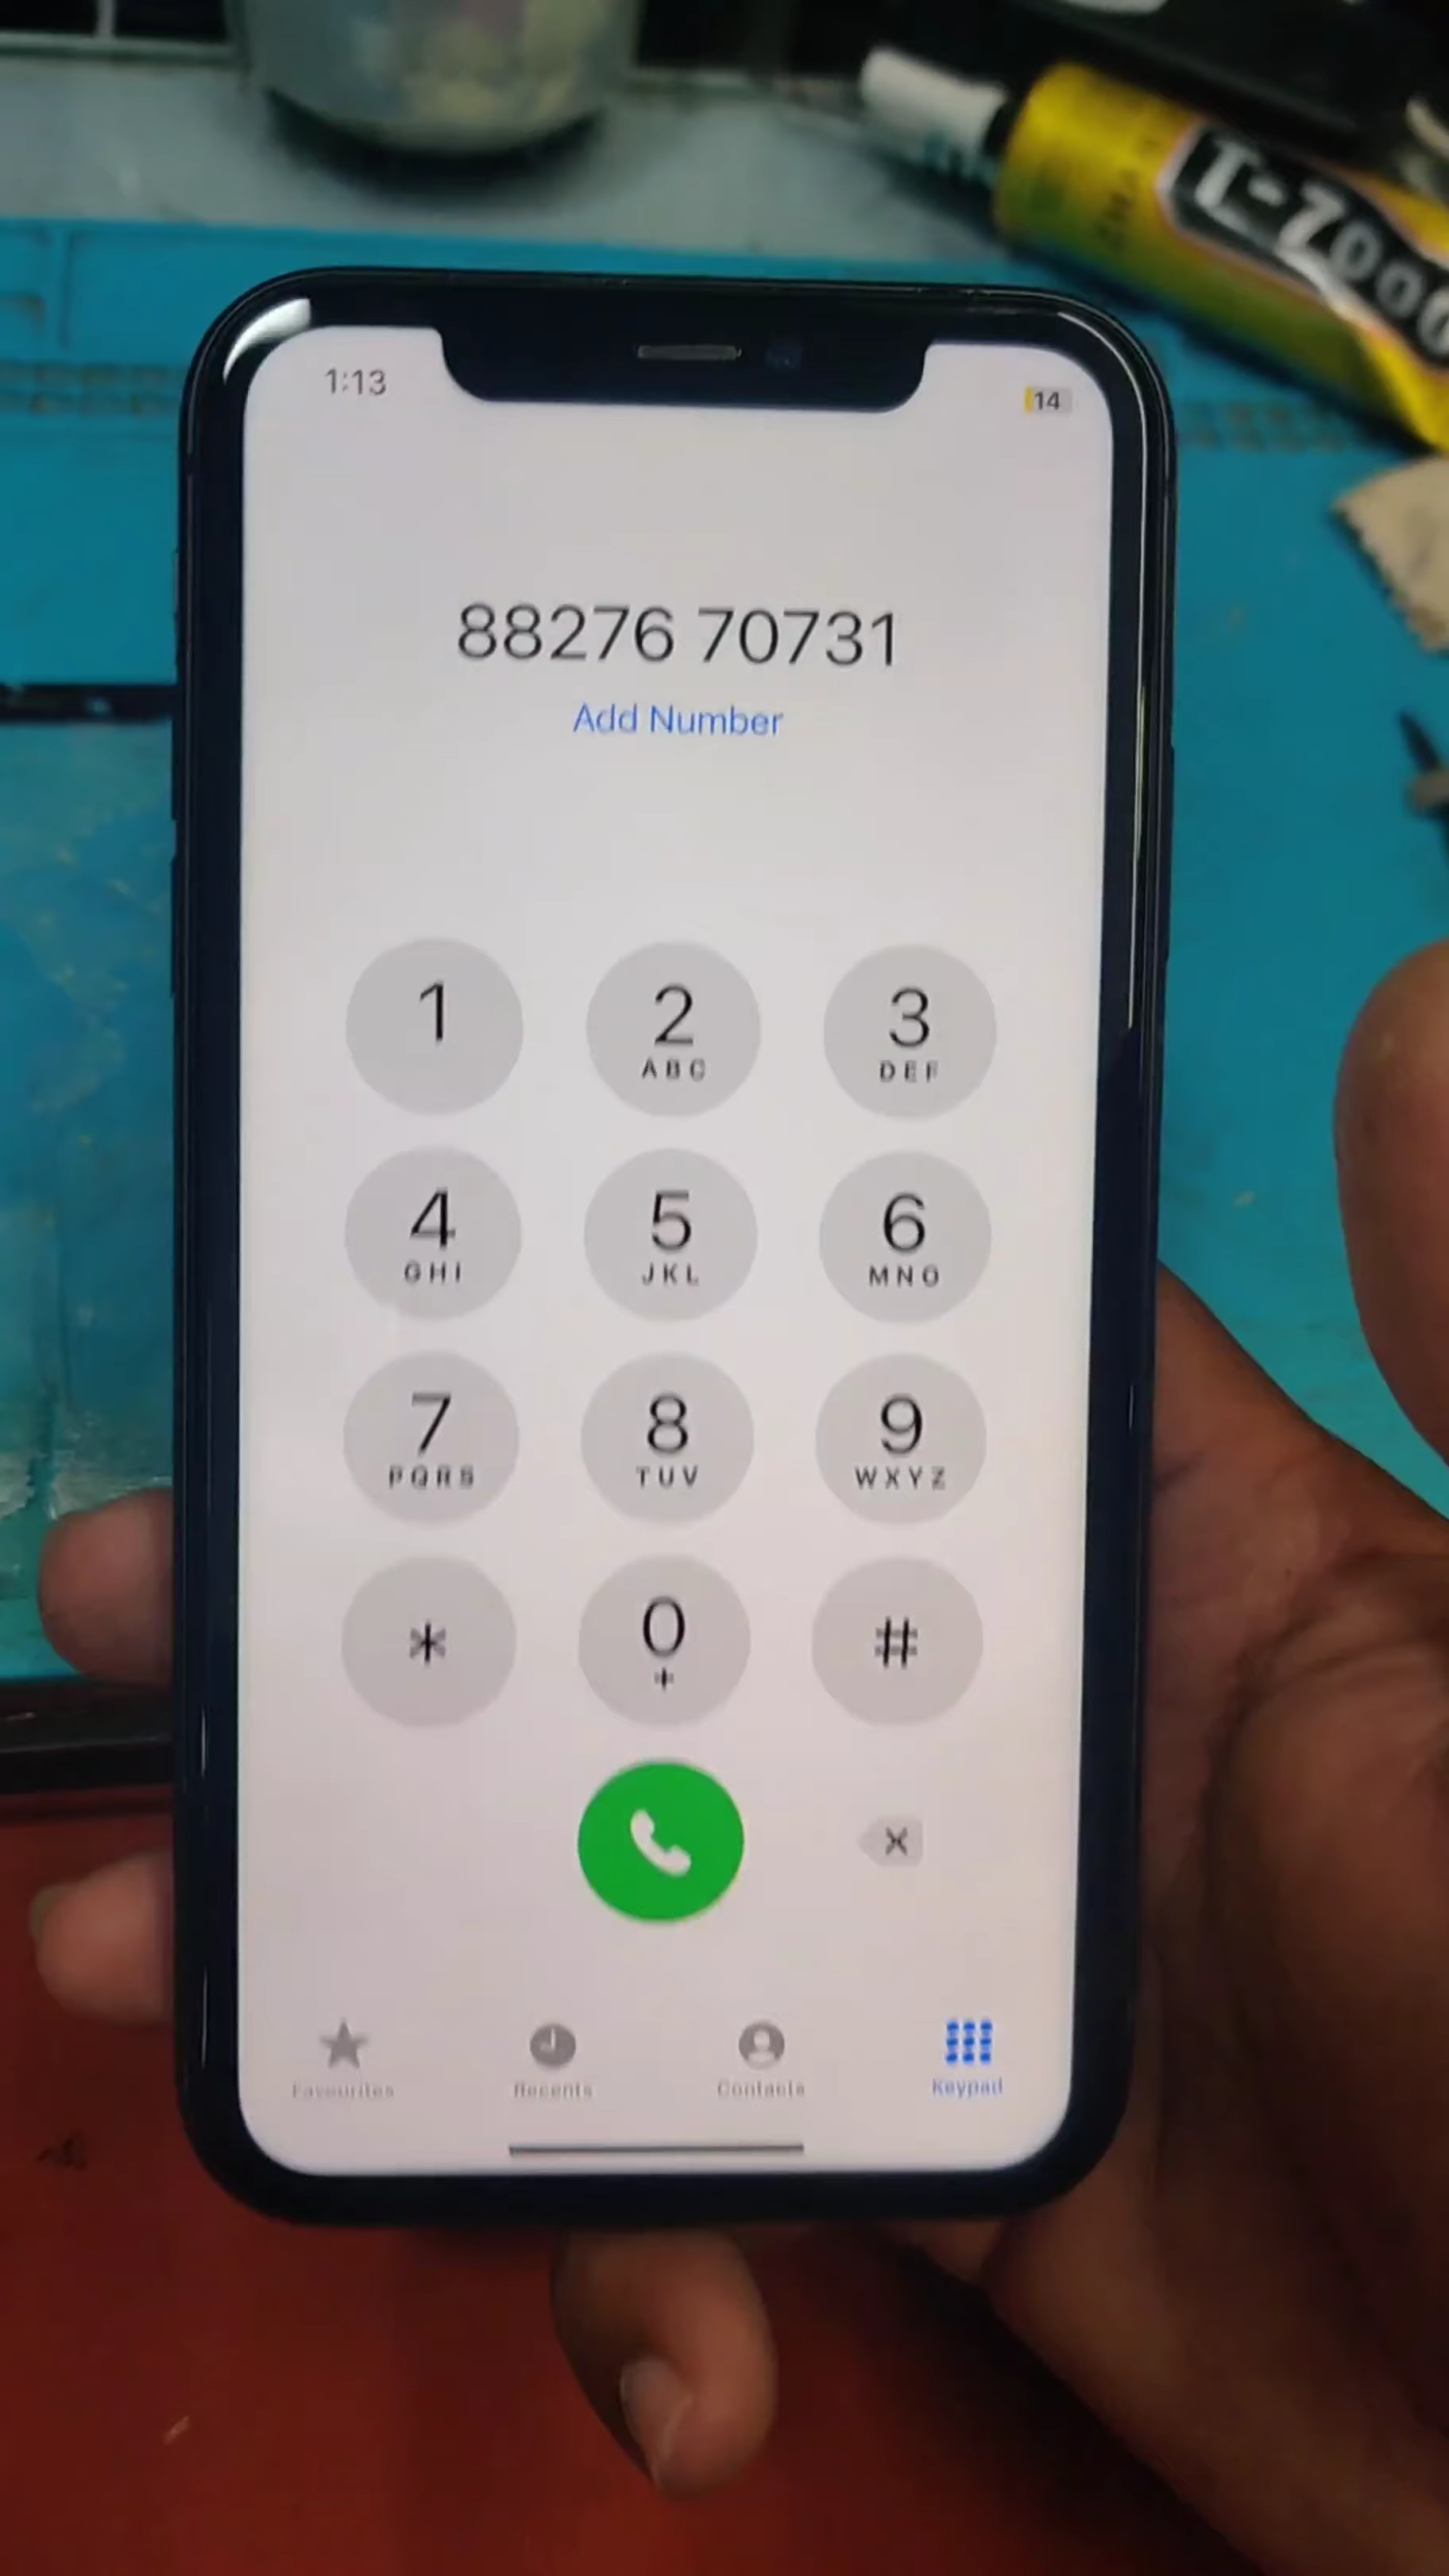 T-7000
1:13
14
88276 70731
Add Number
1
2
ABC
3
DEF
4
GHI
5
JKL
6
MNO
7
PQRS
8
TUV
9
WXYZ
*
0
+
#
Favourites
Recents
Contacts
Keypad